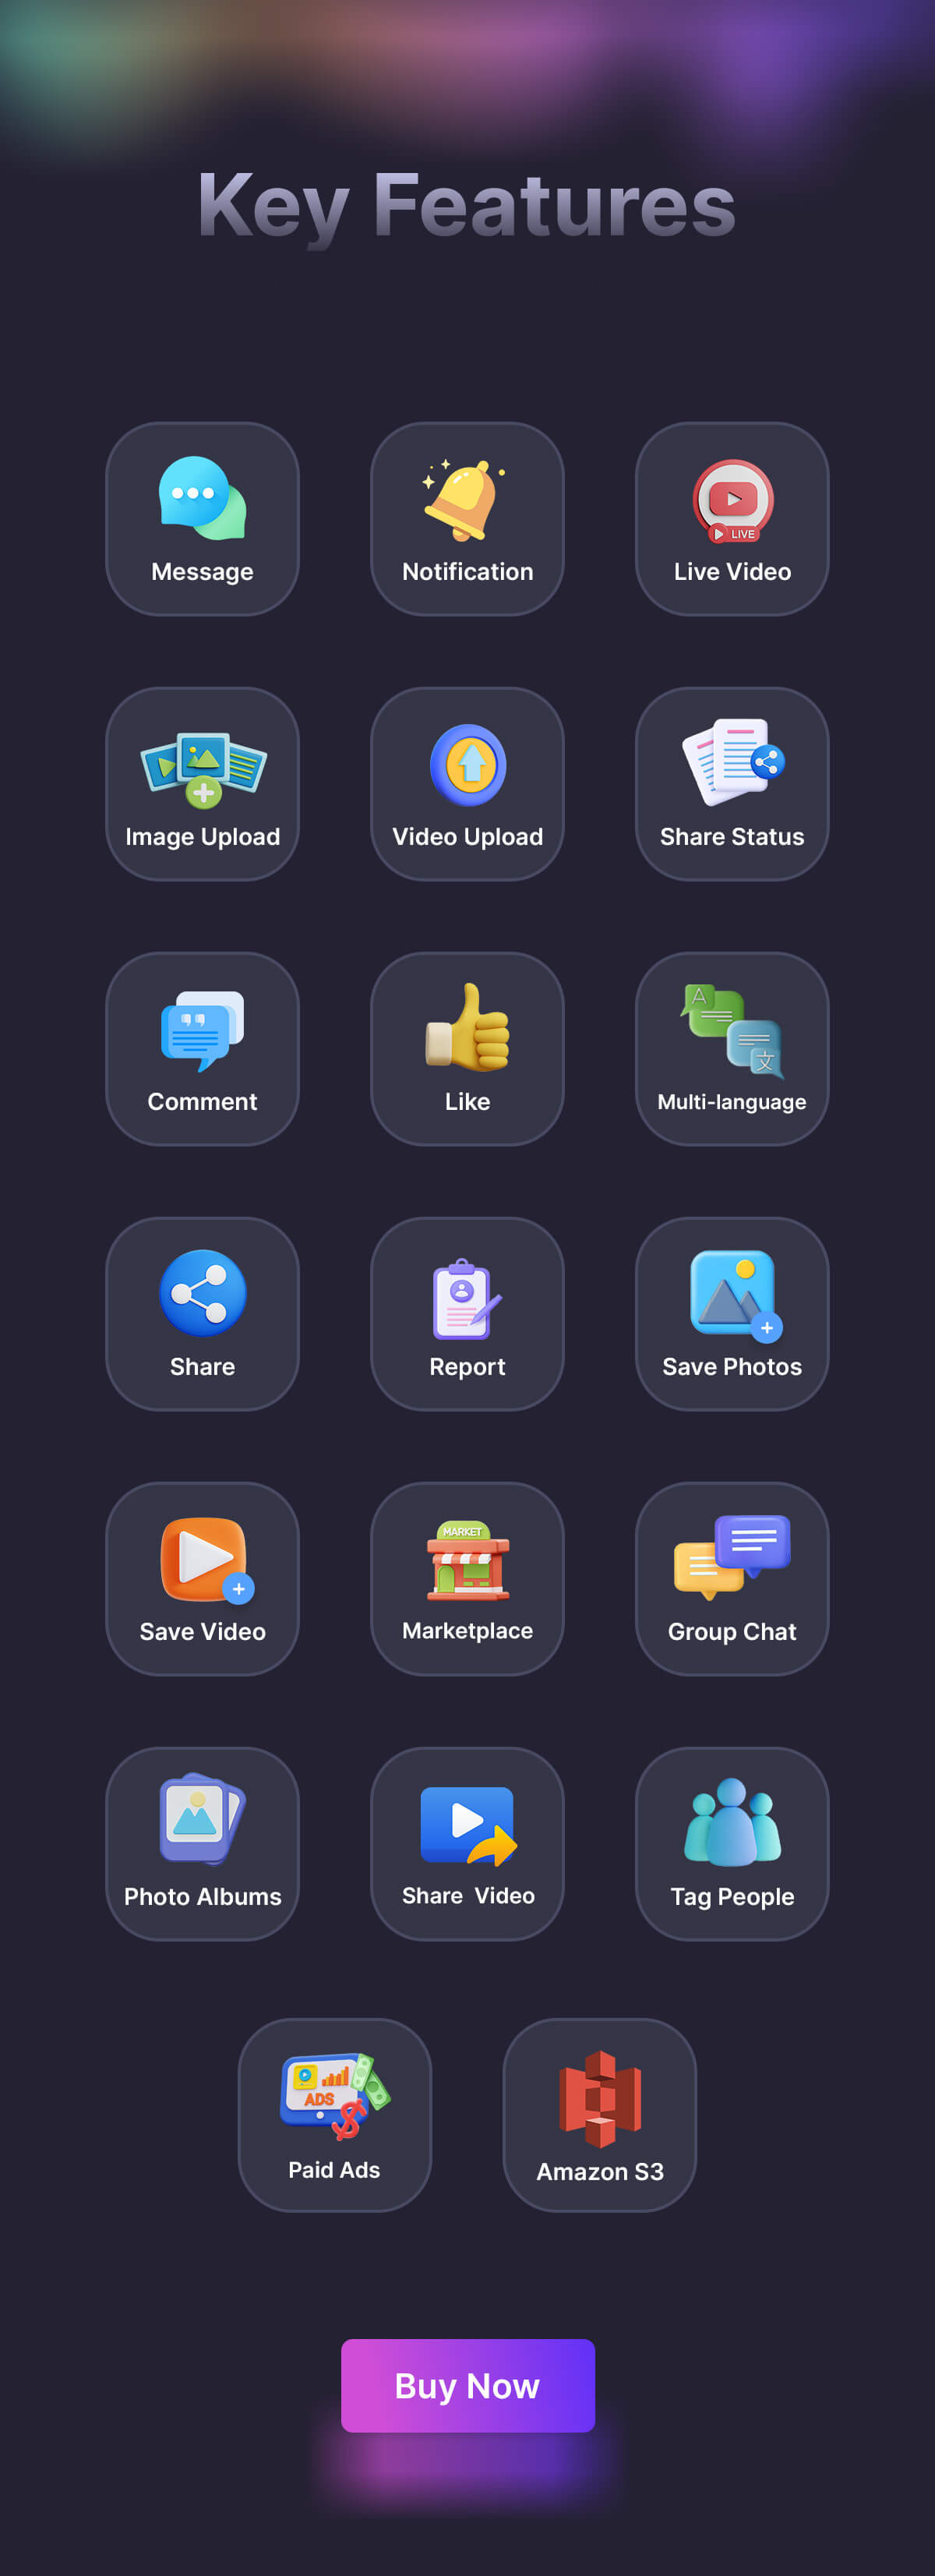 Key Features
LIVE
Message
Notification
Live Video
Image Upload
Video Upload
Share Status
A
文
Comment
Like
Multi-language
Share
Report
Save Photos
MARKET
Save Video
Marketplace
Group Chat
Photo Albums
Share Video
Tag People
ADS
$
Paid Ads
Amazon S3
Buy Now